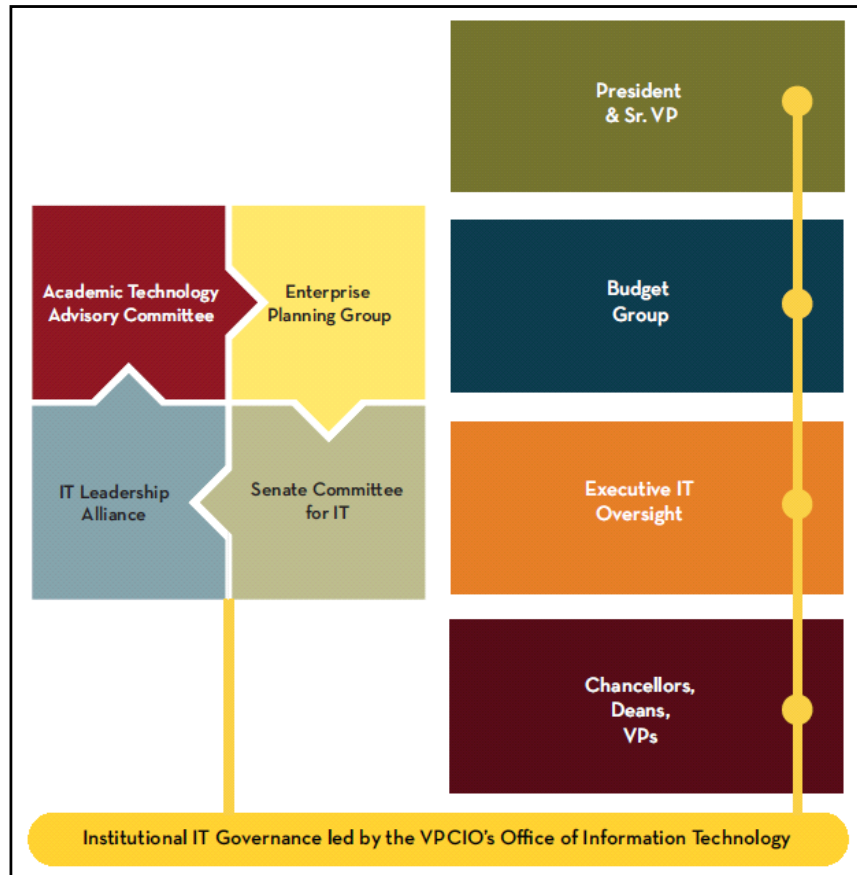 President
& Sr. VP
Academic Technology
Advisory Committee
Enterprise
Planning Group
Budget
Group
IT Leadership
Alliance
Senate Committee
for IT
Executive IT
Oversight
Chancellors,
Deans,
VPs
Institutional IT Governance led by the VPCIO's Office of Information Technology